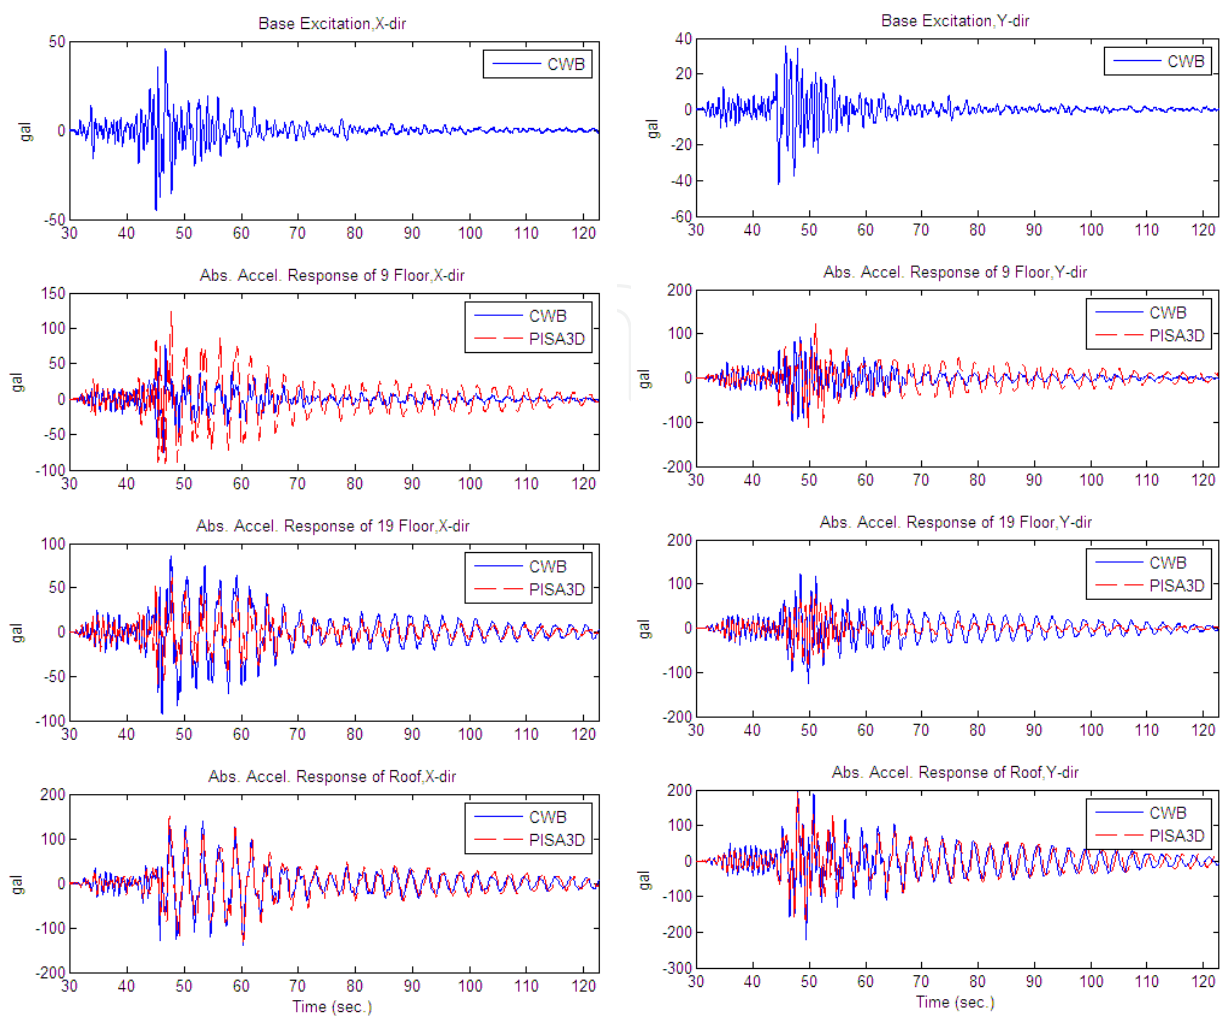 Base Excitation,X-dir
CWB
gal
50
0
-50
30 40 50 60 70 80 90 100 110 120
Abs. Accel. Response of 9 Floor,X-dir
CWB
PISA3D
gal
150
100
50
0
-50
-100
30 40 50 60 70 80 90 100 110 120
Abs. Accel. Response of 19 Floor,X-dir
CWB
PISA3D
gal
100
50
0
-50
-100
30 40 50 60 70 80 90 100 110 120
Abs. Accel. Response of Roof,X-dir
CWB
PISA3D
gal
200
100
0
-100
-200
30 40 50 60 70 80 90 100 110 120
Time (sec.)
Base Excitation,Y-dir
CWB
gal
40
20
0
-20
-40
-60
30 40 50 60 70 80 90 100 110 120
Abs. Accel. Response of 9 Floor,Y-dir
CWB
PISA3D
gal
200
100
0
-100
-200
30 40 50 60 70 80 90 100 110 120
Abs. Accel. Response of 19 Floor,Y-dir
CWB
PISA3D
gal
200
100
0
-100
-200
30 40 50 60 70 80 90 100 110 120
Abs. Accel. Response of Roof,Y-dir
CWB
PISA3D
gal
200
100
0
-100
-200
-300
30 40 50 60 70 80 90 100 110 120
Time (sec.)